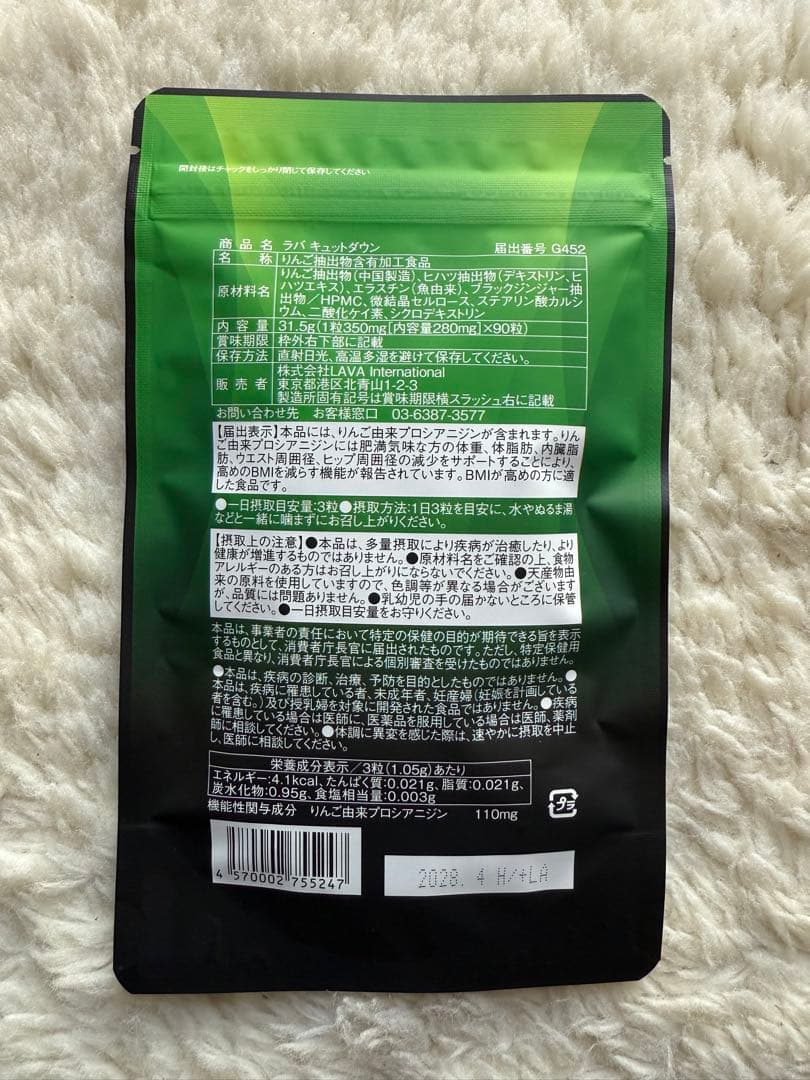 開封後はチャックをしっかり閉じて保存してください
商品名 ラバ キュットダウン 届出番号 G452
名称 りんご抽出物含有加工食品
原材料名 りんご抽出物(中国製造)、ヒハツ抽出物(デキストリン、ヒ
ハツエキス)、エラスチン(魚由来)、ブラックジンジャー抽
出物/HPMC、微結晶セルロース、ステアリン酸カルシ
ウム、二酸化ケイ素、シクロデキストリン
内容量 31.5g(1粒350mg[内容量280mg]×90粒)
賞味期限 枠外右下部に記載
保存方法 直射日光、高温多湿を避けて保存してください。
販売者 株式会社LAVA International
東京都港区北青山1-2-3
製造所固有記号は賞味期限横スラッシュ右に記載
お問い合わせ先 お客様窓口 03-6387-3577
【届出表示】本品には、りんご由来プロシアニジンが含まれます。りん
ご由来プロシアニジンには肥満気味な方の体重、体脂肪、内臓脂
肪、ウエスト周囲径、ヒップ周囲径の減少をサポートすることにより、
高めのBMIを減らす機能が報告されています。BMIが高めの方に適
した食品です。
●一日摂取目安量:3粒●摂取方法:1日3粒を目安に、水やぬるま湯
などと一緒に噛まずにお召し上がりください。
【摂取上の注意】●本品は、多量摂取により疾病が治癒したり、より
健康が増進するものではありません。●原材料名をご確認の上、食物
アレルギーのある方はお召し上がりにならないでください。●天産物由
来の原料を使用していますので、色調等が異なる場合がございます
が、品質には問題ありません。●乳幼児の手の届かないところに保管
してください。●一日摂取目安量をお守りください。
本品は、事業者の責任において特定の保健の目的が期待できる旨を表示
するものとして、消費者庁長官に届出されたものです。ただし、特定保健用
食品と異なり、消費者庁長官による個別審査を受けたものではありません。
●本品は、疾病の診断、治療、予防を目的としたものではありません。●
本品は、疾病に罹患している者、未成年者、妊産婦(妊娠を計画している
者を含む。)及び授乳婦を対象に開発された食品ではありません。●疾病
に罹患している場合は医師に、医薬品を服用している場合は医師、薬剤
師に相談してください。●体調に異変を感じた際は、速やかに摂取を中止
し、医師に相談してください。
栄養成分表示/3粒(1.05g)あたり
エネルギー:4.1kcal、たんぱく質:0.021g、脂質:0.021g、
炭水化物:0.95g、食塩相当量:0.003g
機能性関与成分 りんご由来プロシアニジン 110mg
プラ
4 570002 755247
2028. 4 H/+LA